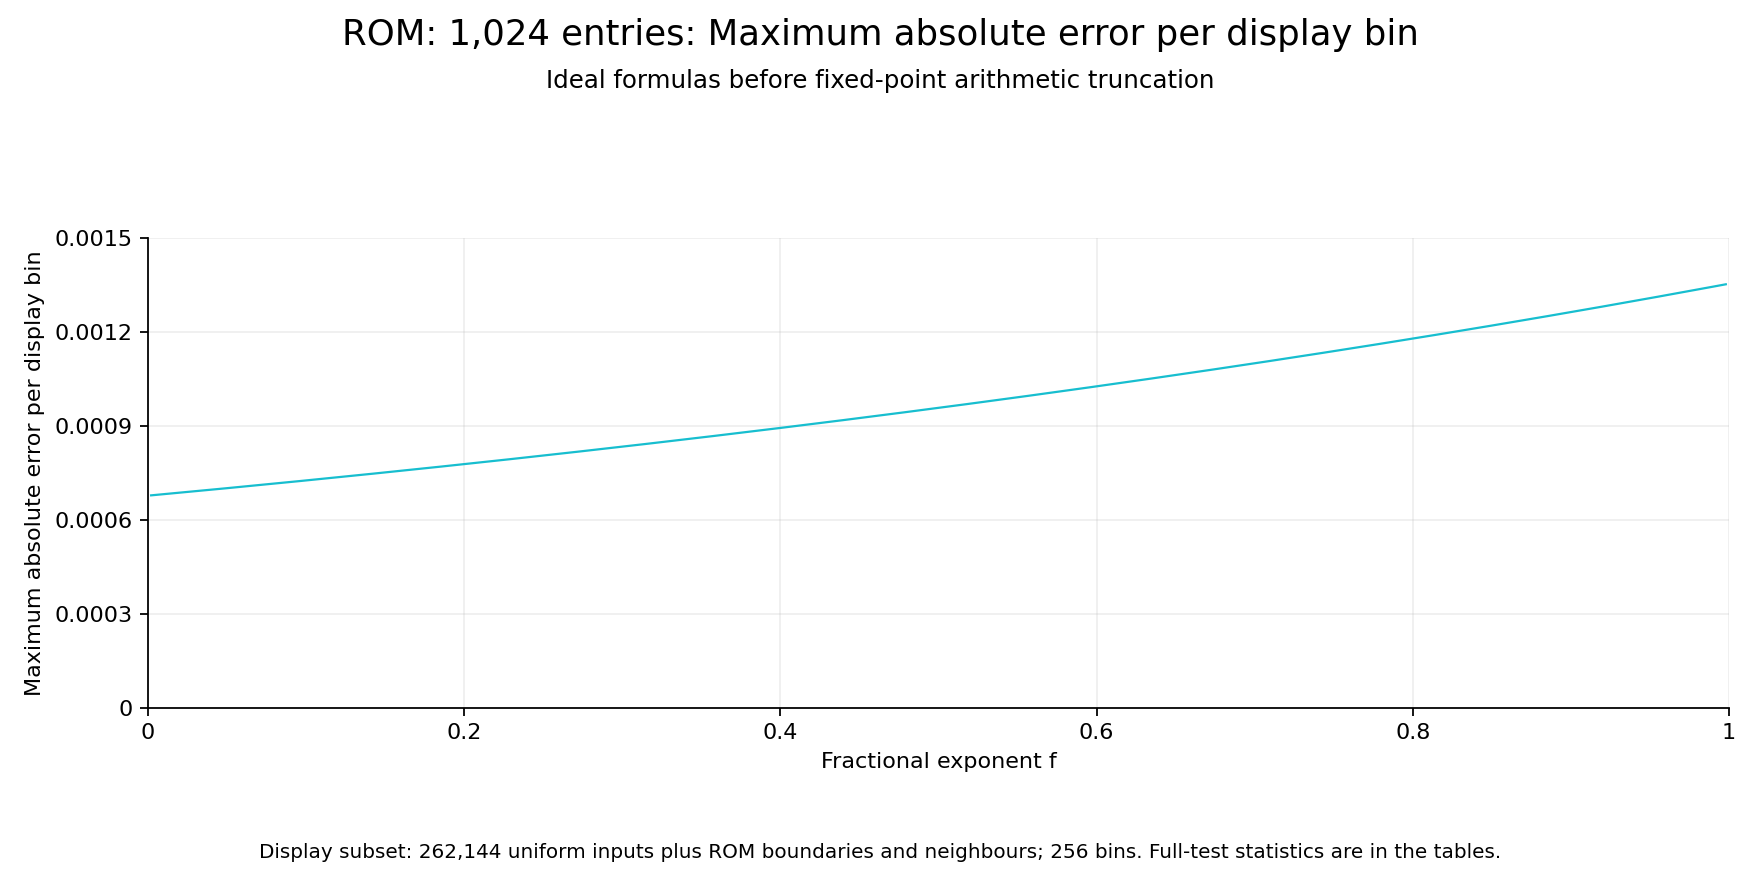 ROM: 1,024 entries: Maximum absolute error per display bin
Ideal formulas before fixed-point arithmetic truncation
Maximum absolute error per display bin
0.0015
0.0012
0.0009
0.0006
0.0003
0
0 0.2 0.4 0.6 0.8 1
Fractional exponent f
Display subset: 262,144 uniform inputs plus ROM boundaries and neighbours; 256 bins. Full-test statistics are in the tables.